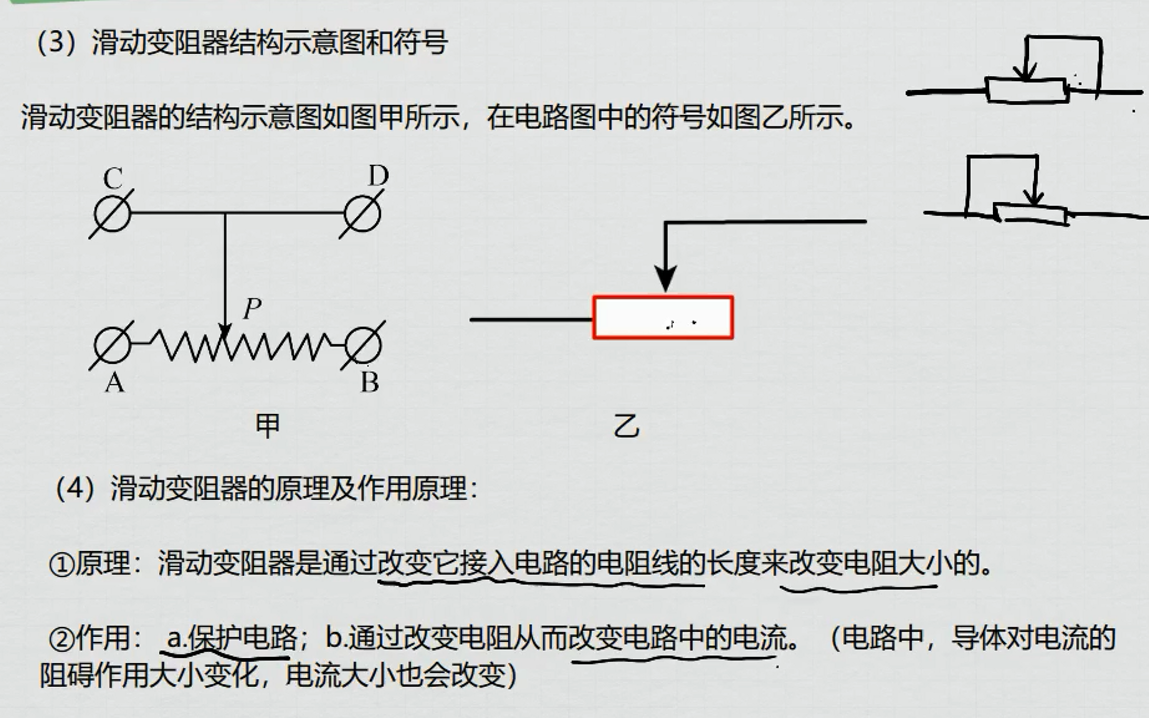 （3）滑动变阻器结构示意图和符号
滑动变阻器的结构示意图如图甲所示，在电路图中的符号如图乙所示。
C
D
P
A
B
甲
乙
（4）滑动变阻器的原理及作用原理：
①原理：滑动变阻器是通过改变它接入电路的电阻线的长度来改变电阻大小的。
②作用：a.保护电路；b.通过改变电阻从而改变电路中的电流。（电路中，导体对电流的
阻碍作用大小变化，电流大小也会改变）